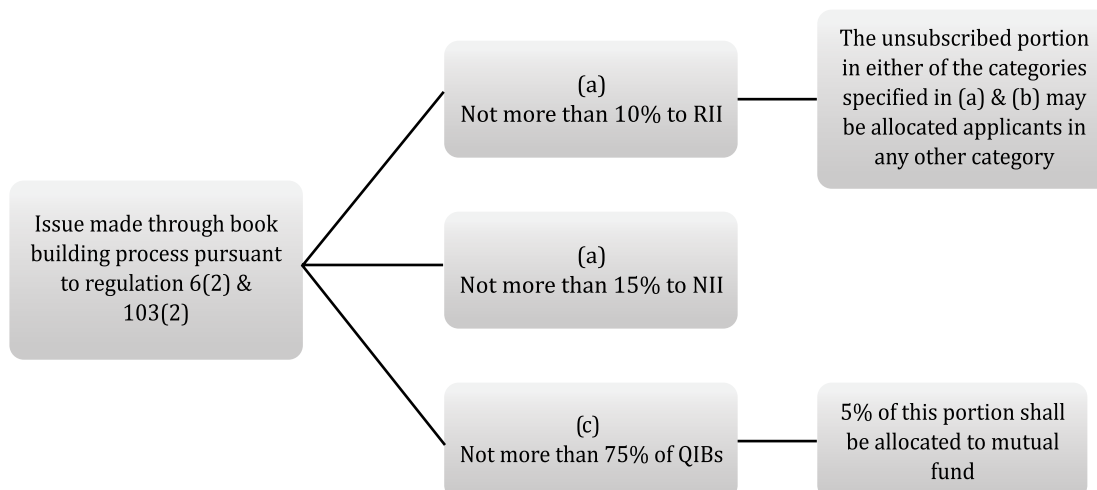 Issue made through book
building process pursuant
to regulation 6(2) &
103(2)
(a)
Not more than 10% to RII
The unsubscribed portion
in either of the categories
specified in (a) & (b) may
be allocated applicants in
any other category
(a)
Not more than 15% to NII
(c)
Not more than 75% of QIBs
5% of this portion shall
be allocated to mutual
fund